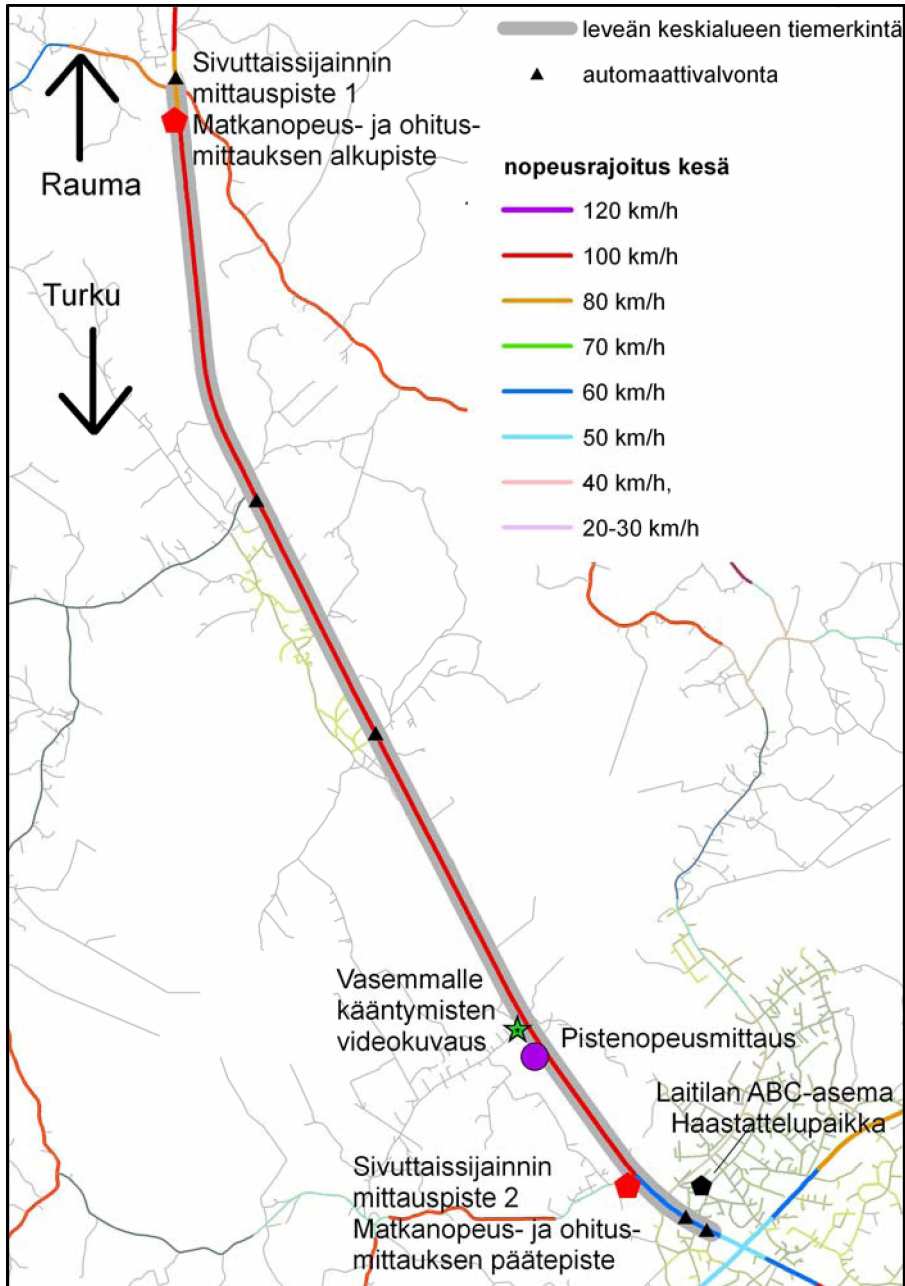 leveän keskialueen tiemerkintä
automaattivalvonta
nopeusrajoitus kesä
120 km/h
100 km/h
80 km/h
70 km/h
60 km/h
50 km/h
40 km/h,
20-30 km/h
Sivuttaissijainnin
mittauspiste 1
Matkanopeus- ja ohitus-
mittauksen alkupiste
Rauma
Turku
Vasemmalle
kääntymisten
videokuvaus
Pistenopeusmittaus
Laitilan ABC-asema
Haastattelupaikka
Sivuttaissijainnin
mittauspiste 2
Matkanopeus- ja ohitus-
mittauksen päätepiste